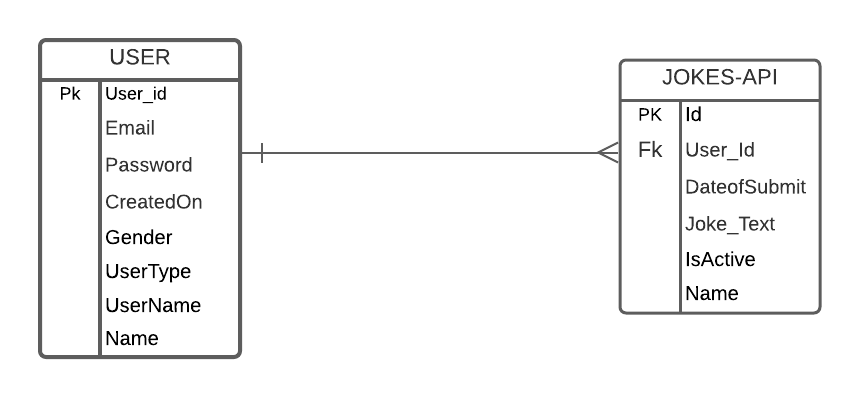 USER
Pk User_id
Email
Password
CreatedOn
Gender
UserType
UserName
Name
JOKES-API
PK Id
Fk User_Id
DateofSubmit
Joke_Text
IsActive
Name